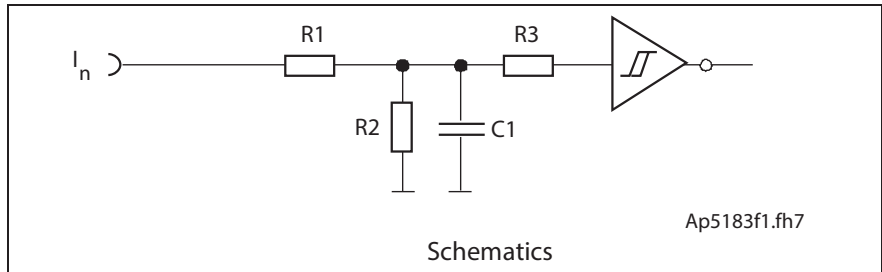 R1
R3
I n
R2
C1
Ap5183f1.fh7
Schematics